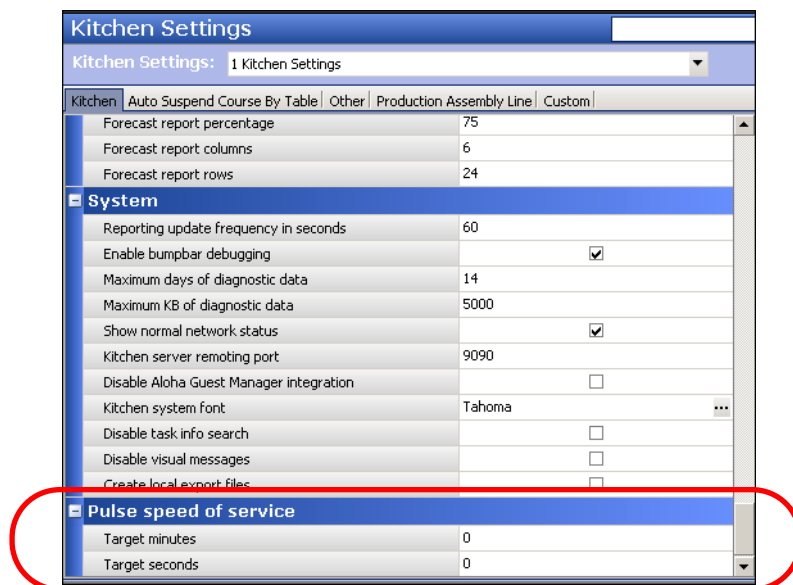 Kitchen Settings
Kitchen Settings: 1 Kitchen Settings
Kitchen Auto Suspend Course By Table Other Production Assembly Line Custom
Forecast report percentage 75
Forecast report columns 6
Forecast report rows 24
System
Reporting update frequency in seconds 60
Enable bumpbar debugging
Maximum days of diagnostic data 14
Maximum KB of diagnostic data 5000
Show normal network status
Kitchen server remoting port 9090
Disable Aloha Guest Manager integration
Kitchen system font Tahoma ...
Disable task info search
Disable visual messages
Create local export files
Pulse speed of service
Target minutes 0
Target seconds 0